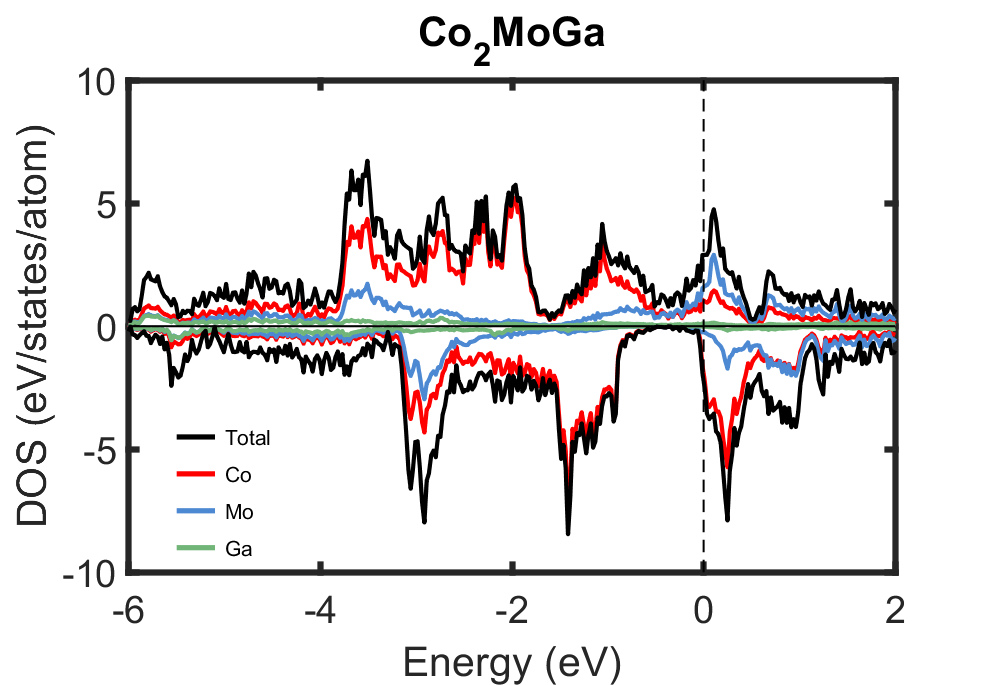 Co2MoGa
10
5
0
-5
-10
DOS (eV/states/atom)
Total
Co
Mo
Ga
-6 -4 -2 0 2
Energy (eV)